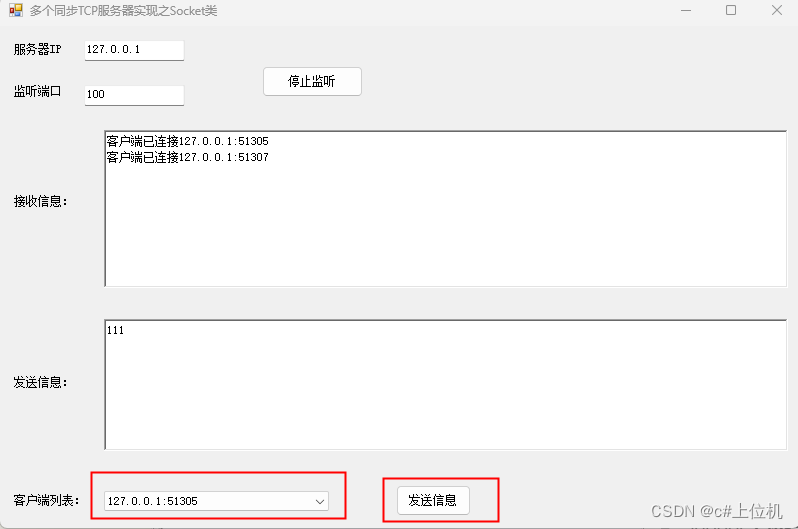 多个同步TCP服务器实现之Socket类
服务器IP
127.0.0.1
监听端口
100
停止监听
接收信息：
客户端已连接127.0.0.1:51305
客户端已连接127.0.0.1:51307
发送信息：
111
客户端列表：
127.0.0.1:51305
发送信息
CSDN @c#上位机